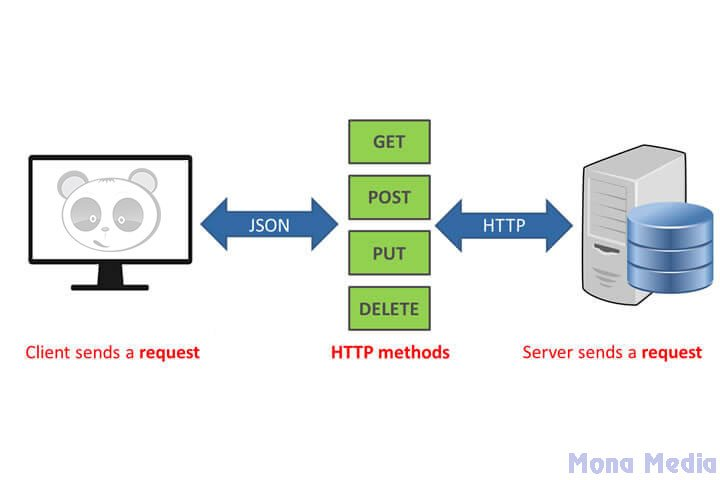 GET
POST
JSON
HTTP
PUT
DELETE
Client sends a request
HTTP methods
Server sends a request
Mona Media